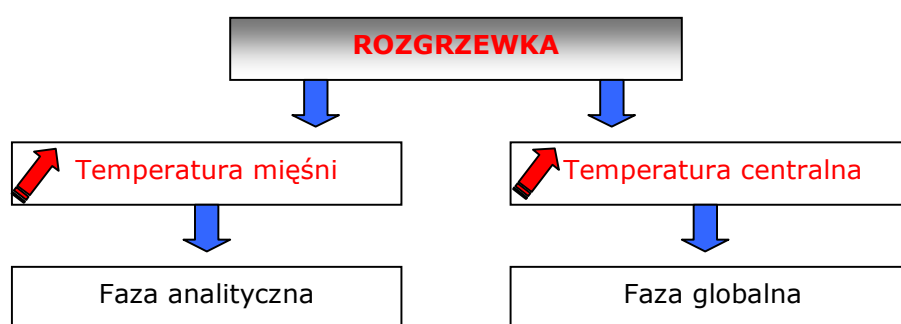 ROZGRZEWKA
Temperatura mięśni
Temperatura centralna
Faza analityczna
Faza globalna